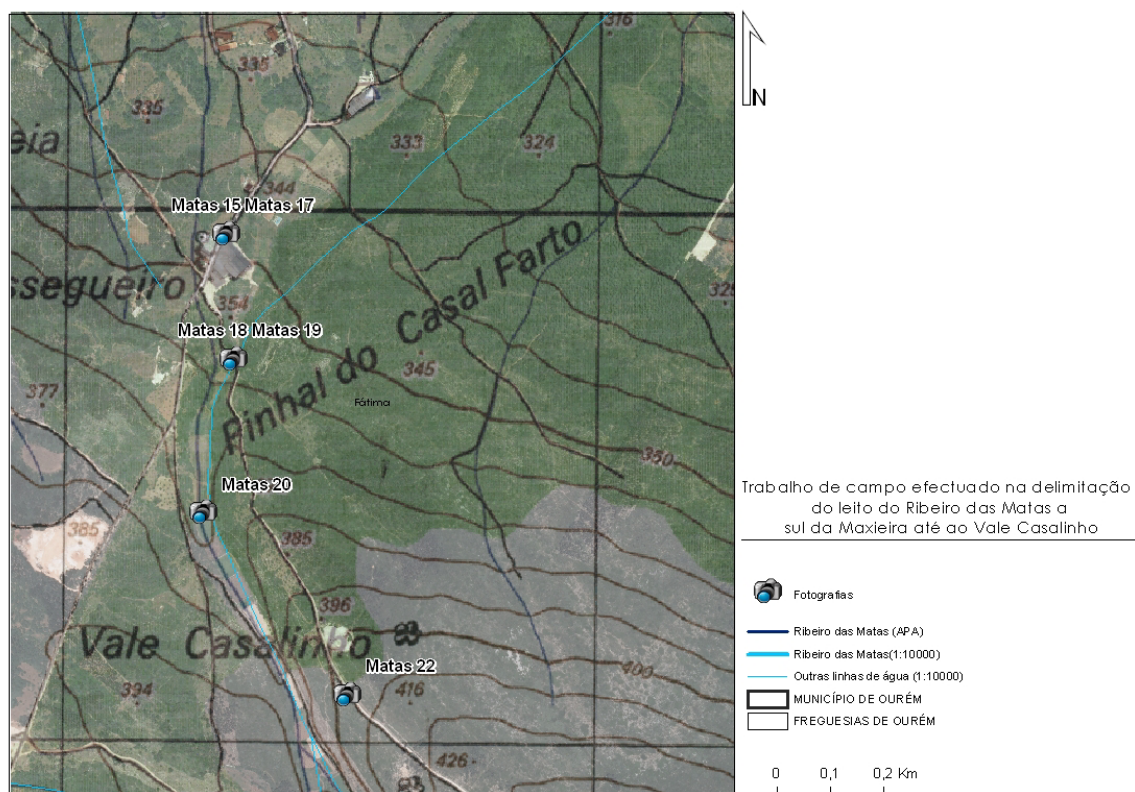 316
335
335
eia
333
324
344
Matas 15 Matas 17
ssegueiro
354
329
Matas 18 Matas 19
Pinhal do Casal Farto
345
377
Fátima
350
Matas 20
385
385
396
Vale Casalinho
400
Matas 22
394
416
426
N
Trabalho de campo efectuado na delimitação
do leito do Ribeiro das Matas a
sul da Maxieira até ao Vale Casalinho
Fotografias
Ribeiro das Matas (APA)
Ribeiro das Matas(1:10000)
Outras linhas de água (1:10000)
MUNICÍPIO DE OURÉM
FREGUESIAS DE OURÉM
0 0,1 0,2 Km